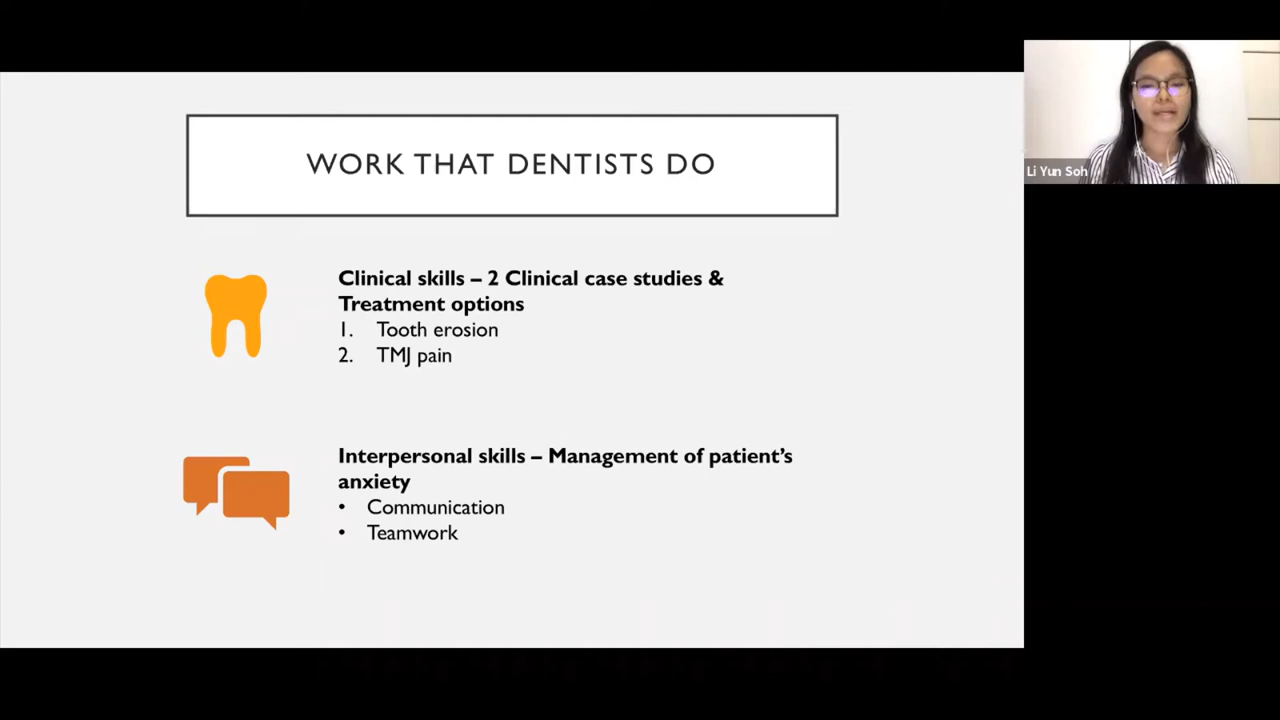 WORK THAT DENTISTS DO
Li Yun Soh
Clinical skills – 2 Clinical case studies &
Treatment options
1. Tooth erosion
2. TMJ pain
Interpersonal skills – Management of patient's
anxiety
• Communication
• Teamwork